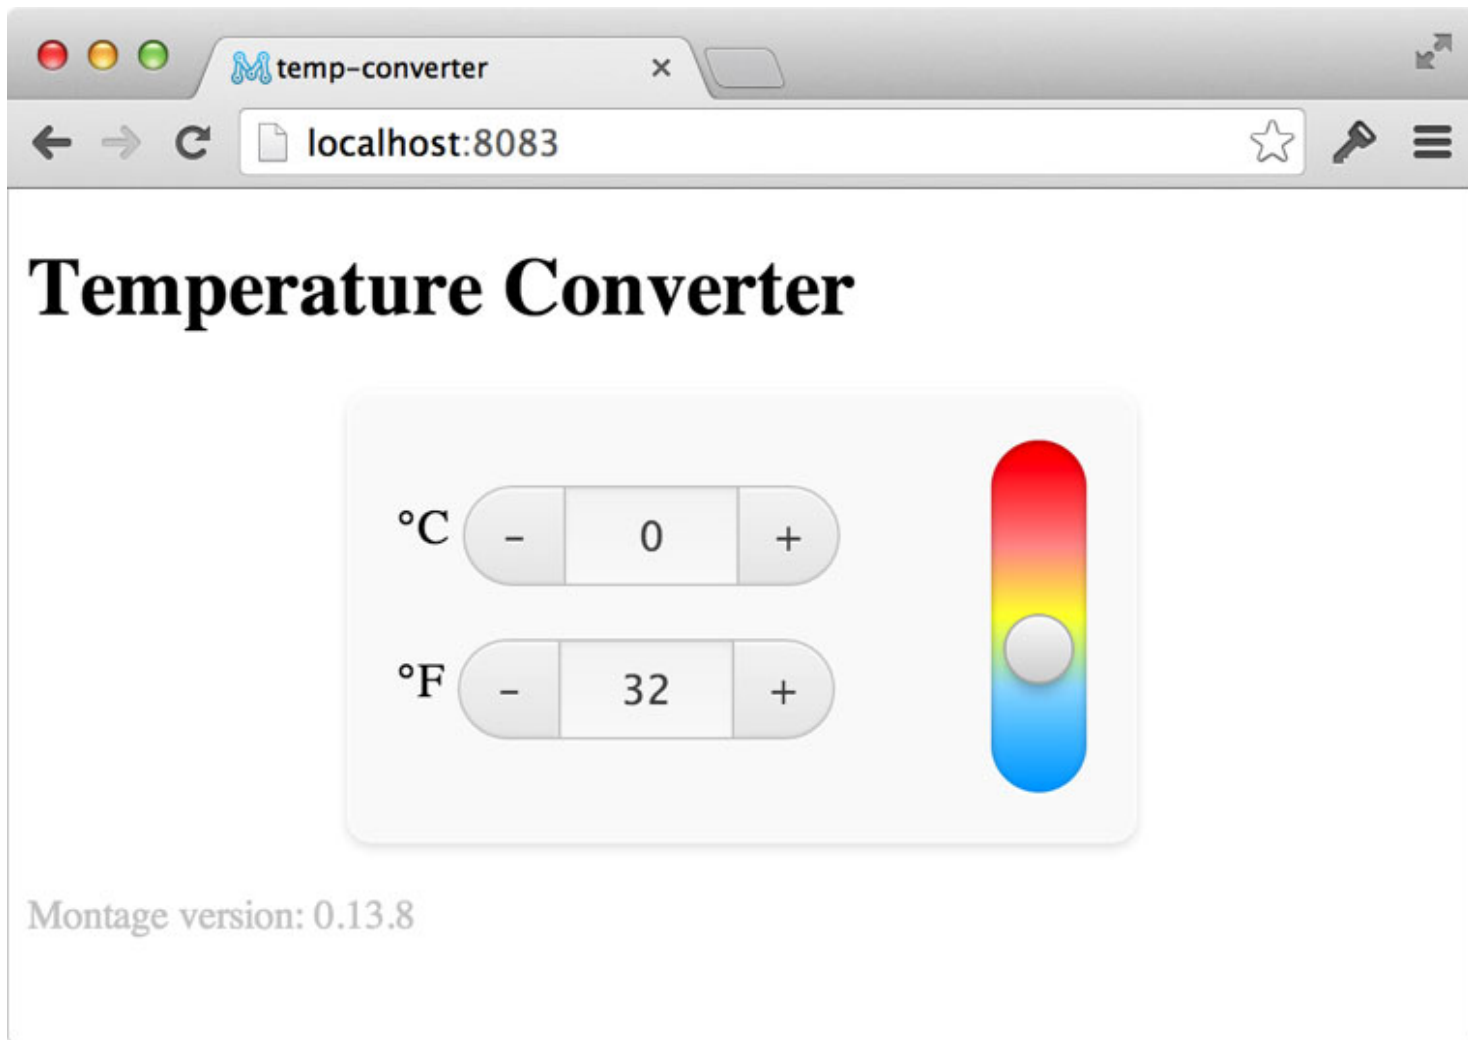 temp-converter ×
localhost:8083
Temperature Converter
°C - 0 +
°F - 32 +
Montage version: 0.13.8